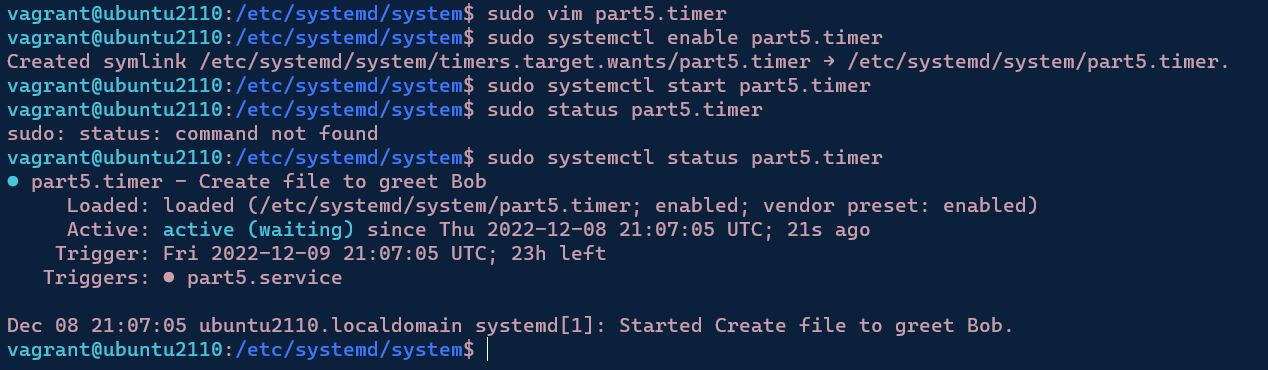 vagrant@ubuntu2110:/etc/systemd/system$ sudo vim part5.timer
vagrant@ubuntu2110:/etc/systemd/system$ sudo systemctl enable part5.timer
Created symlink /etc/systemd/system/timers.target.wants/part5.timer → /etc/systemd/system/part5.timer.
vagrant@ubuntu2110:/etc/systemd/system$ sudo systemctl start part5.timer
vagrant@ubuntu2110:/etc/systemd/system$ sudo status part5.timer
sudo: status: command not found
vagrant@ubuntu2110:/etc/systemd/system$ sudo systemctl status part5.timer
● part5.timer - Create file to greet Bob
     Loaded: loaded (/etc/systemd/system/part5.timer; enabled; vendor preset: enabled)
     Active: active (waiting) since Thu 2022-12-08 21:07:05 UTC; 21s ago
    Trigger: Fri 2022-12-09 21:07:05 UTC; 23h left
   Triggers: ● part5.service

Dec 08 21:07:05 ubuntu2110.localdomain systemd[1]: Started Create file to greet Bob.
vagrant@ubuntu2110:/etc/systemd/system$